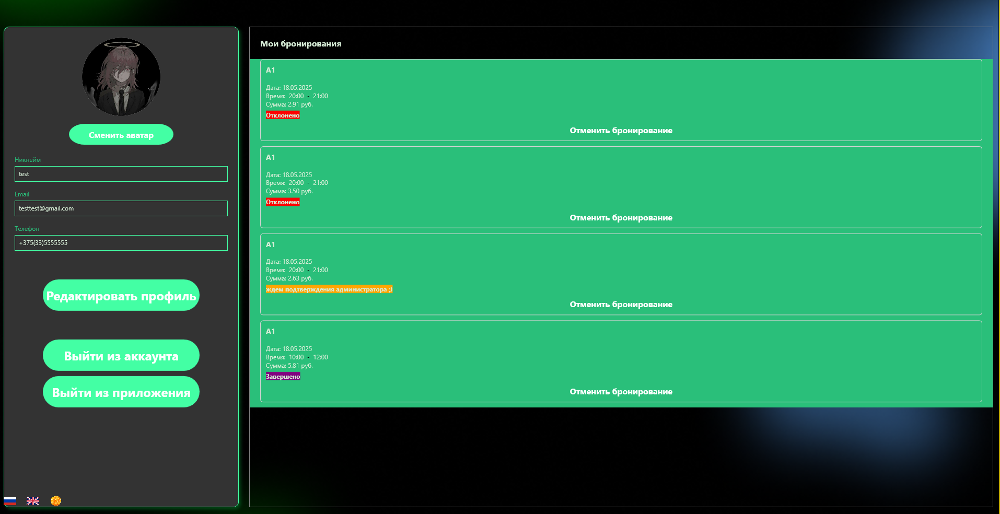 Сменить аватар
Никнейм
test
Email
testtest@gmail.com
Телефон
+375(33)5555555
Редактировать профиль
Выйти из аккаунта
Выйти из приложения
Мои бронирования
A1
Дата: 18.05.2025
Время: 20:00 - 21:00
Сумма: 2.91 руб.
Отклонено
Отменить бронирование
A1
Дата: 18.05.2025
Время: 20:00 - 21:00
Сумма: 3.50 руб.
Отклонено
Отменить бронирование
A1
Дата: 18.05.2025
Время: 20:00 - 21:00
Сумма: 2.63 руб.
ждем подтверждения администратора ;)
Отменить бронирование
A1
Дата: 18.05.2025
Время: 10:00 - 12:00
Сумма: 5.81 руб.
Завершено
Отменить бронирование